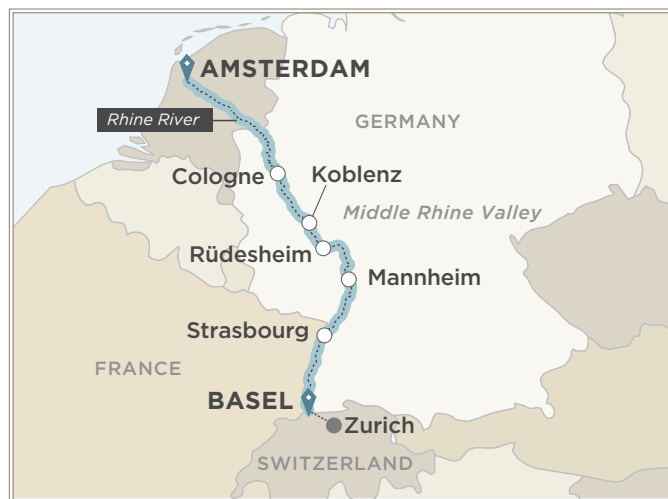 AMSTERDAM
Rhine River
GERMANY
Cologne
Koblenz
Middle Rhine Valley
Rüdesheim
Mannheim
Strasbourg
FRANCE
BASEL
Zurich
SWITZERLAND